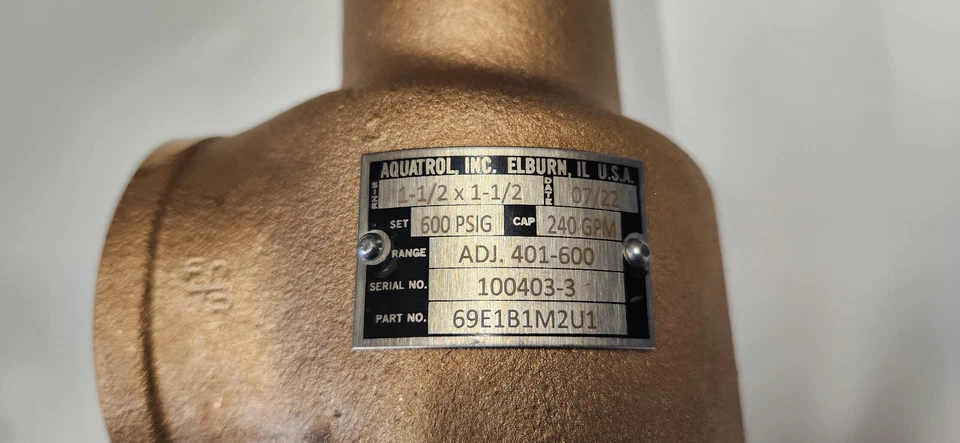 AQUATROL, INC. ELBURN, IL U.S.A.
SIZE 1-1/2 x 1-1/2 DATE 07/22
SET 600 PSIG CAP 240 GPM
RANGE ADJ. 401-600
SERIAL NO. 100403-3
PART NO. 69E1B1M2U1